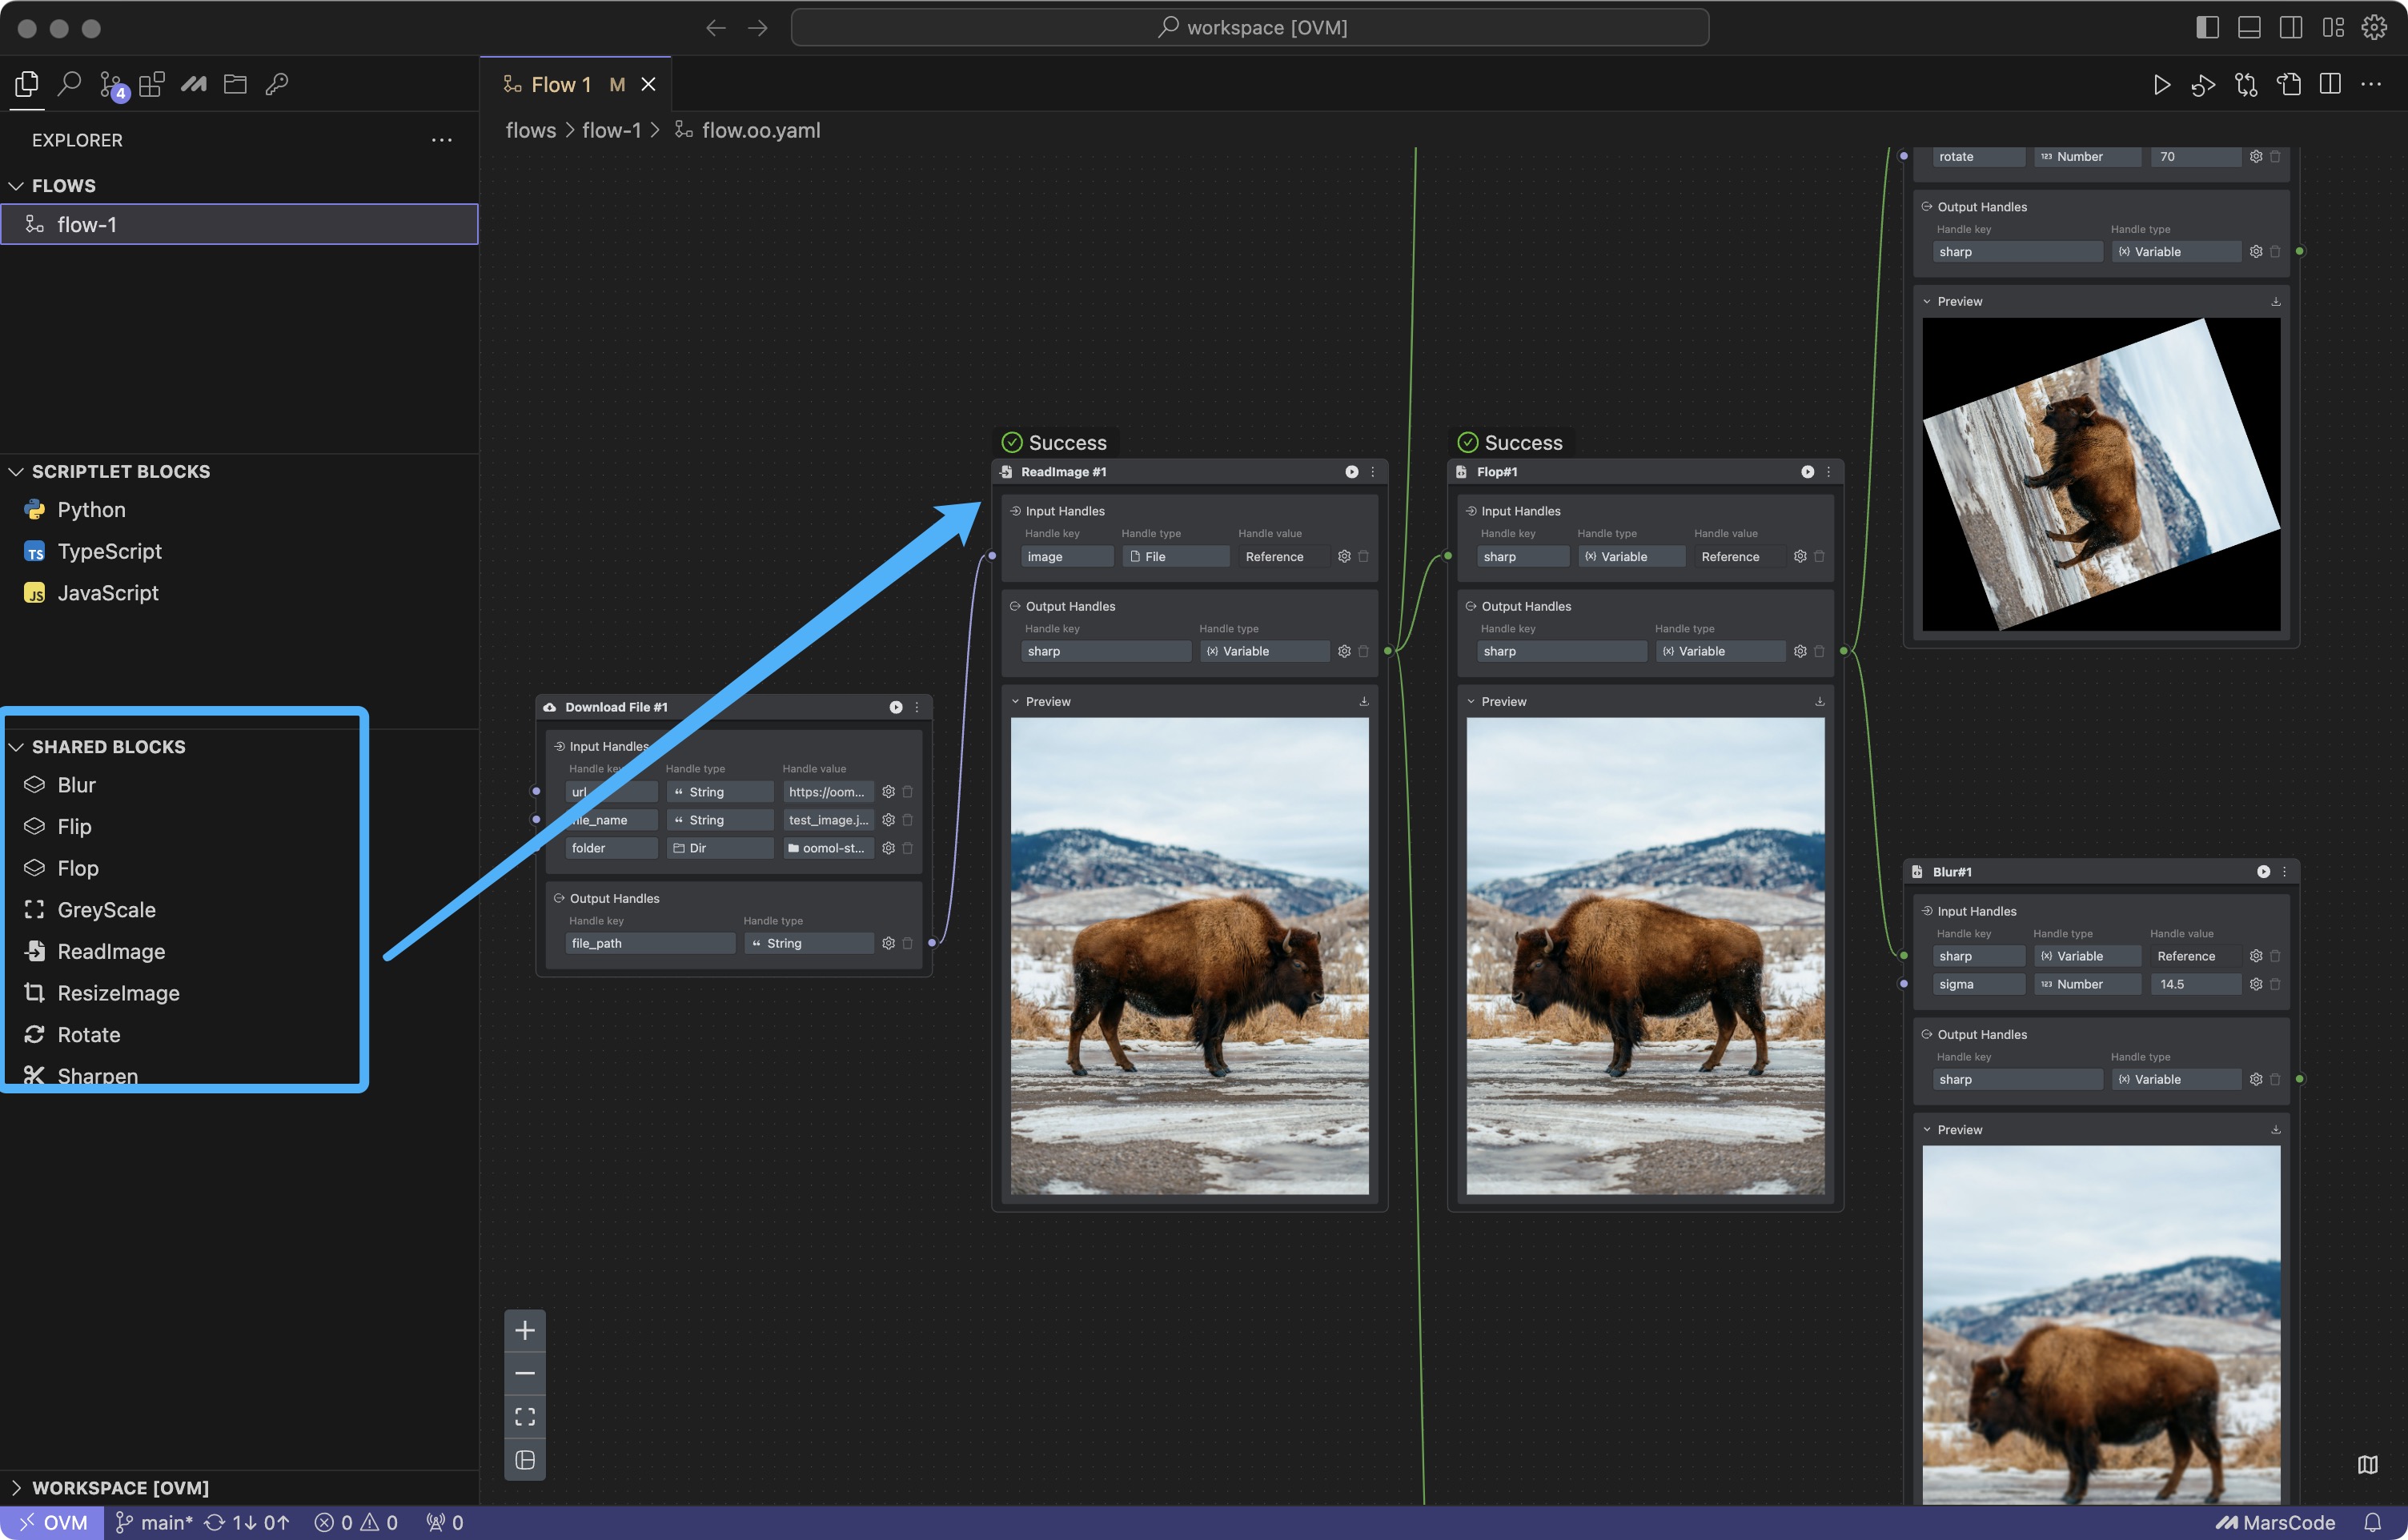 workspace [OVM]
4
Flow 1 M
EXPLORER
flows > flow-1 > flow.oo.yaml
FLOWS
flow-1
SCRIPTLET BLOCKS
Python
TS TypeScript
JS JavaScript
SHARED BLOCKS
Blur
Flip
Flop
GreyScale
ReadImage
ResizeImage
Rotate
Sharpen
WORKSPACE [OVM]
Download File #1
Input Handles
Handle key Handle type Handle value
url String https://oom...
file_name String test_image.j...
folder Dir oomol-st...
Output Handles
Handle key Handle type
file_path String
Success
ReadImage #1
Input Handles
Handle key Handle type Handle value
image File Reference
Output Handles
Handle key Handle type
sharp (x) Variable
Preview
Success
Flop#1
Input Handles
Handle key Handle type Handle value
sharp (x) Variable Reference
Output Handles
Handle key Handle type
sharp (x) Variable
Preview
rotate 123 Number 70
Output Handles
Handle key Handle type
sharp (x) Variable
Preview
Blur#1
Input Handles
Handle key Handle type Handle value
sharp (x) Variable Reference
sigma 123 Number 14.5
Output Handles
Handle key Handle type
sharp (x) Variable
Preview
OVM main* 1↓ 0↑ 0 0 0 MarsCode